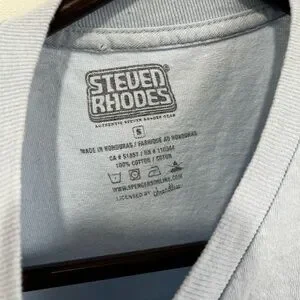 STEVEN
RHODES
AUTHENTIC STEVEN RHODES GEAR
S
MADE IN HONDURAS / FABRIQUÉ AU HONDURAS
100% COTTON / COTON
WWW.SPENCERSONLINE.COM
LICENSED BY